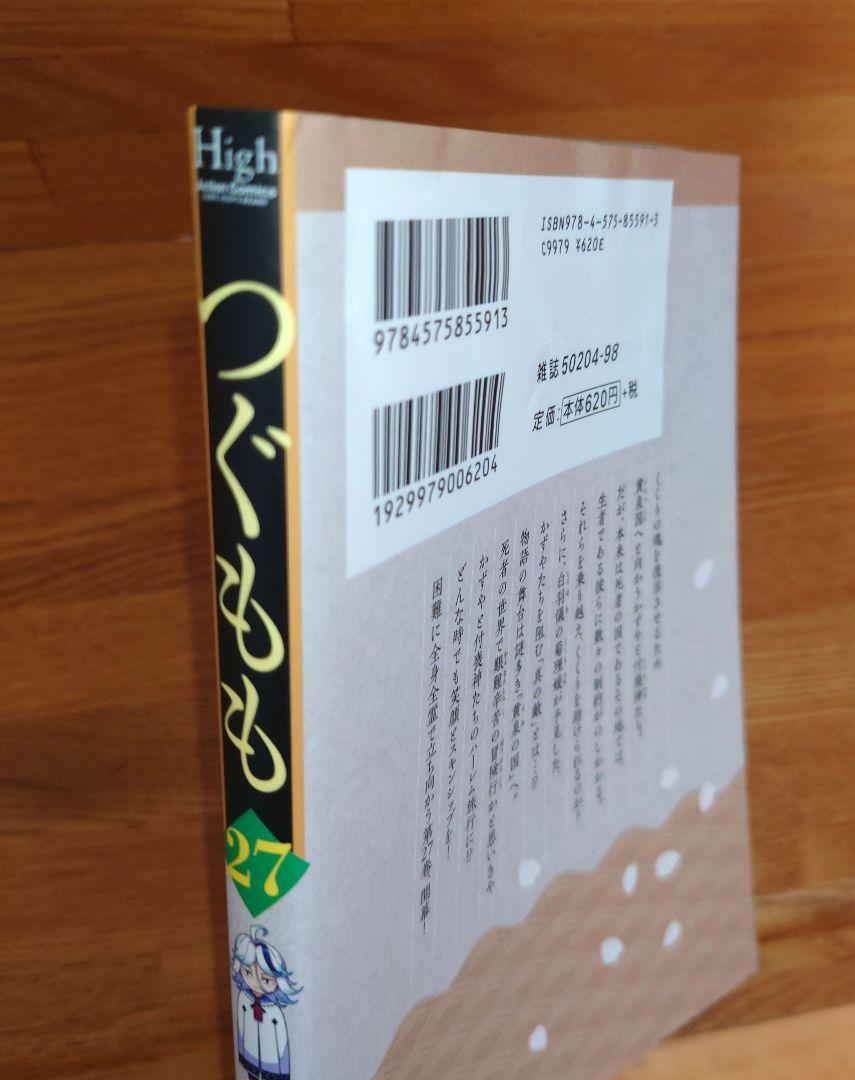 High
Action Comics
つぐもも
27
ISBN978-4-575-85591-3
C9979 ¥620E
9784575855913
雑誌50204-98
定価:本体620円+税
1929979006204
くくりの魂を復活させるため
黄泉国へと向かうかずやと付喪神たち。
だが、本来は死者の国であるその地では、
生者である彼らに数々の制約がのしかかる。
それらを乗り越え、くくりを助けられるのか?
さらに、白羽儀の菊理媛が予見した、
かずやたちを阻む「真の敵」とは…!?
物語の舞台は謎多き「黄泉の国」へ。
死者の世界で艱難辛苦の冒険行かと思いきや
かずやと付喪神たちのハーレム旅行に!?
どんな時でも笑顔とスキンシップを!
困難に全身全霊で立ち向かう第27巻、開幕!